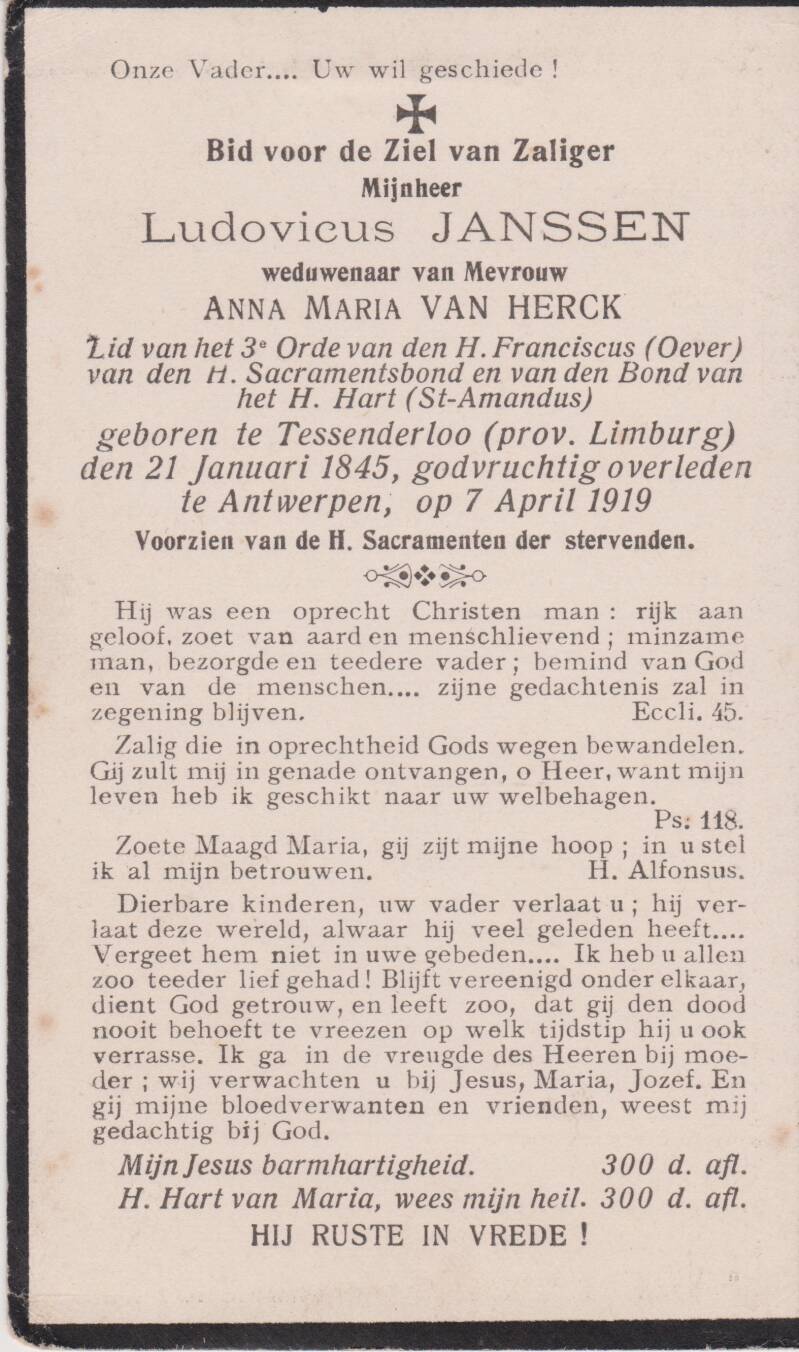 Onze Vader.... Uw wil geschiede !
Bid voor de Ziel van Zaliger
Mijnheer
Ludovicus JANSSEN
weduwenaar van Mevrouw
ANNA MARIA VAN HERCK
Lid van het 3e Orde van den H. Franciscus (Oever)
van den H. Sacramentsbond en van den Bond van
het H. Hart (St-Amandus)
geboren te Tessenderloo (prov. Limburg)
den 21 Januari 1845, godvruchtig overleden
te Antwerpen, op 7 April 1919
Voorzien van de H. Sacramenten der stervenden.
Hij was een oprecht Christen man : rijk aan
geloof, zoet van aard en menschlievend ; minzame
man, bezorgde en teedere vader ; bemind van God
en van de menschen.... zijne gedachtenis zal in
zegening blijven. Eccli. 45.
Zalig die in oprechtheid Gods wegen bewandelen.
Gij zult mij in genade ontvangen, o Heer, want mijn
leven heb ik geschikt naar uw welbehagen.
Ps. 118.
Zoete Maagd Maria, gij zijt mijne hoop ; in u stel
ik al mijn betrouwen. H. Alfonsus.
Dierbare kinderen, uw vader verlaat u ; hij ver-
laat deze wereld, alwaar hij veel geleden heeft....
Vergeet hem niet in uwe gebeden.... Ik heb u allen
zoo teeder lief gehad ! Blijft vereenigd onder elkaar,
dient God getrouw, en leeft zoo, dat gij den dood
nooit behoeft te vreezen op welk tijdstip hij u ook
verrasse. Ik ga in de vreugde des Heeren bij moe-
der ; wij verwachten u bij Jesus, Maria, Jozef. En
gij mijne bloedverwanten en vrienden, weest mij
gedachtig bij God.
Mijn Jesus barmhartigheid. 300 d. afl.
H. Hart van Maria, wees mijn heil. 300 d. afl.
HIJ RUSTE IN VREDE !